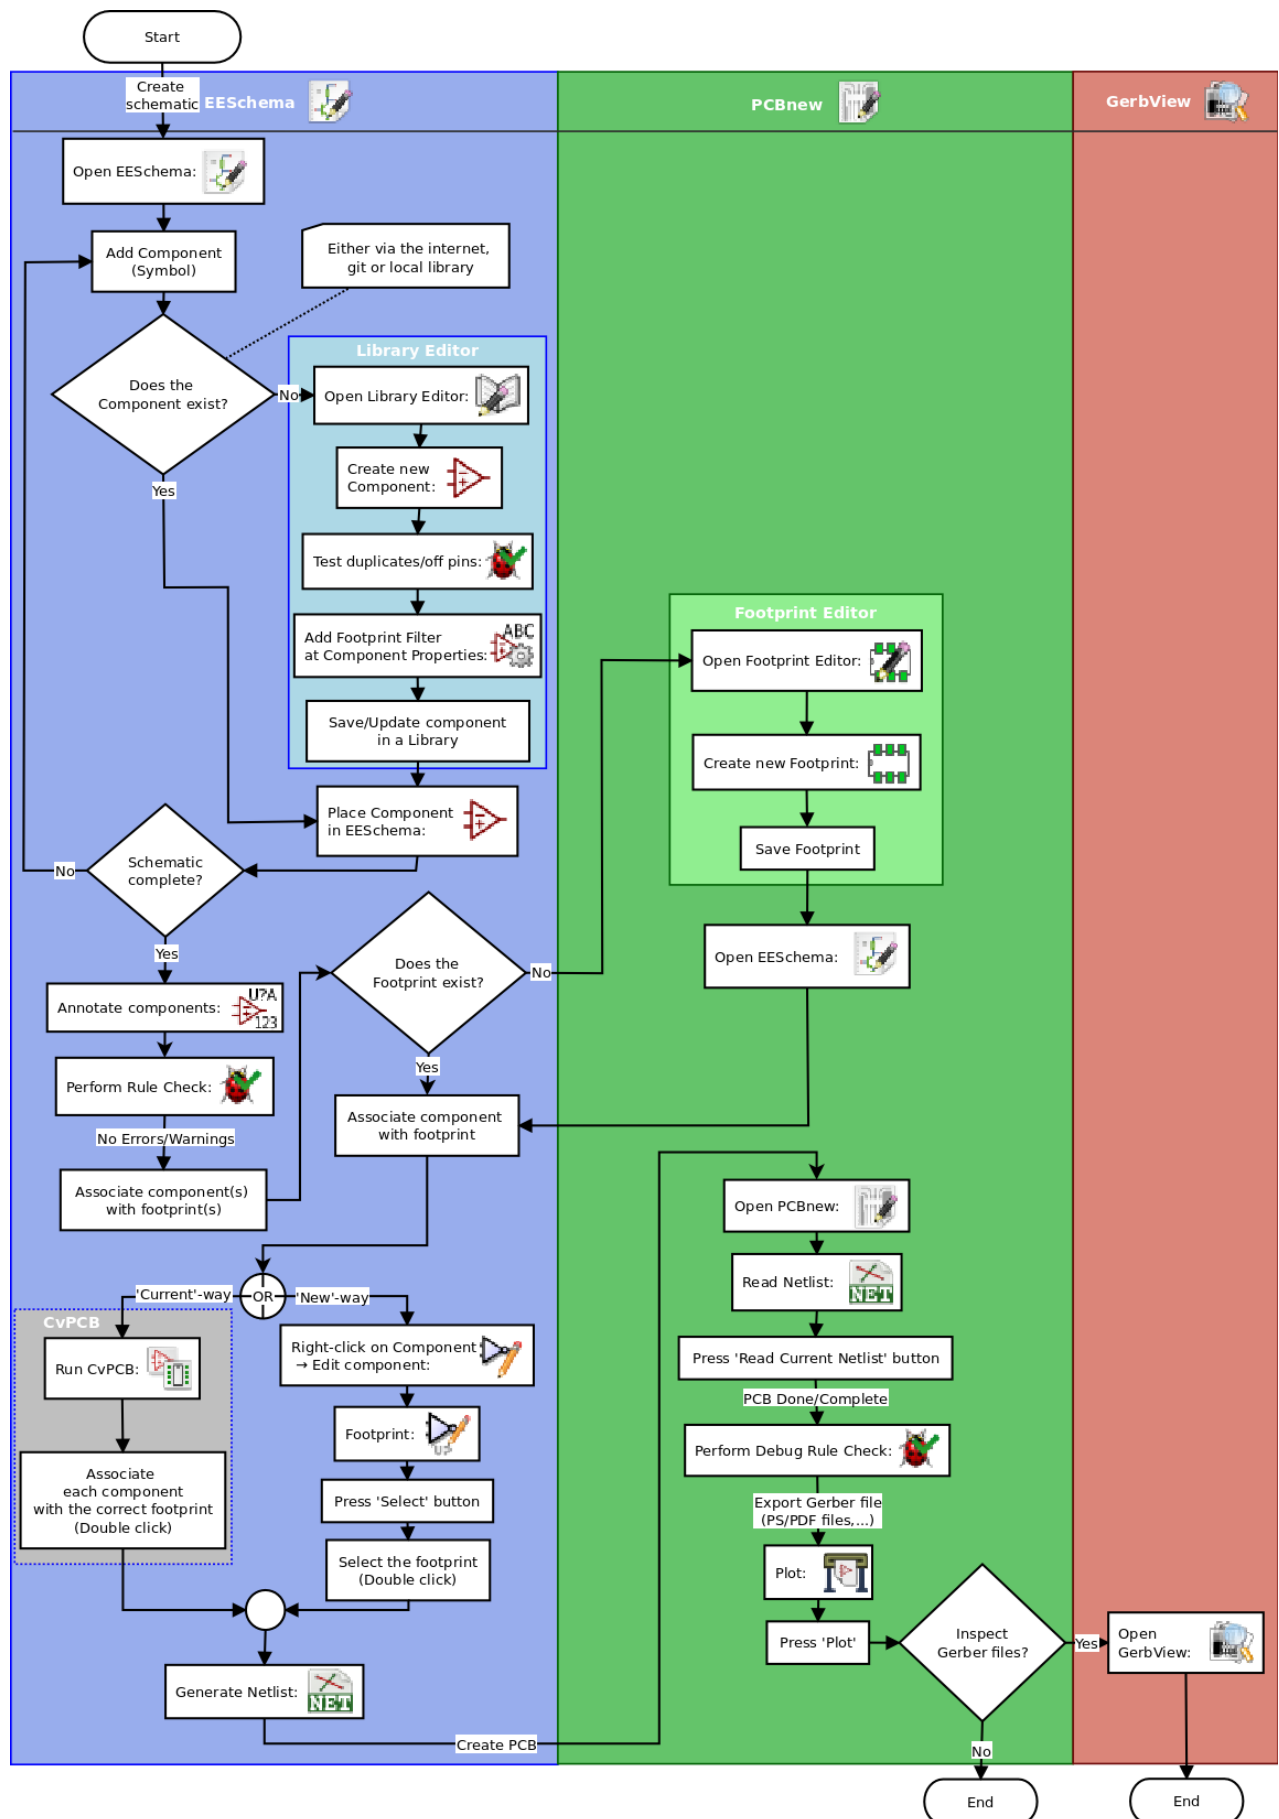 Start
Create
schematic
EESchema
PCBnew
GerbView
Open EESchema:
Add Component
(Symbol)
Either via the internet,
git or local library
Does the
Component exist?
No
Yes
Library Editor
Open Library Editor:
Create new
Component:
Test duplicates/off pins:
Add Footprint Filter
at Component Properties:
ABC
Save/Update component
in a Library
Place Component
in EESchema:
Schematic
complete?
No
Yes
Annotate components:
U?A
123
Perform Rule Check:
No Errors/Warnings
Associate component(s)
with footprint(s)
Does the
Footprint exist?
No
Yes
Footprint Editor
Open Footprint Editor:
Create new Footprint:
Save Footprint
Open EESchema:
Associate component
with footprint
OR
'Current'-way
'New'-way
CvPCB
Run CvPCB:
Associate
each component
with the correct footprint
(Double click)
Right-click on Component
→ Edit component:
Footprint:
U?
Press 'Select' button
Select the footprint
(Double click)
Generate Netlist:
NET
Create PCB
Open PCBnew:
Read Netlist:
NET
Press 'Read Current Netlist' button
PCB Done/Complete
Perform Debug Rule Check:
Export Gerber file
(PS/PDF files,...)
Plot:
Press 'Plot'
Inspect
Gerber files?
Yes
No
Open
GerbView:
End
End